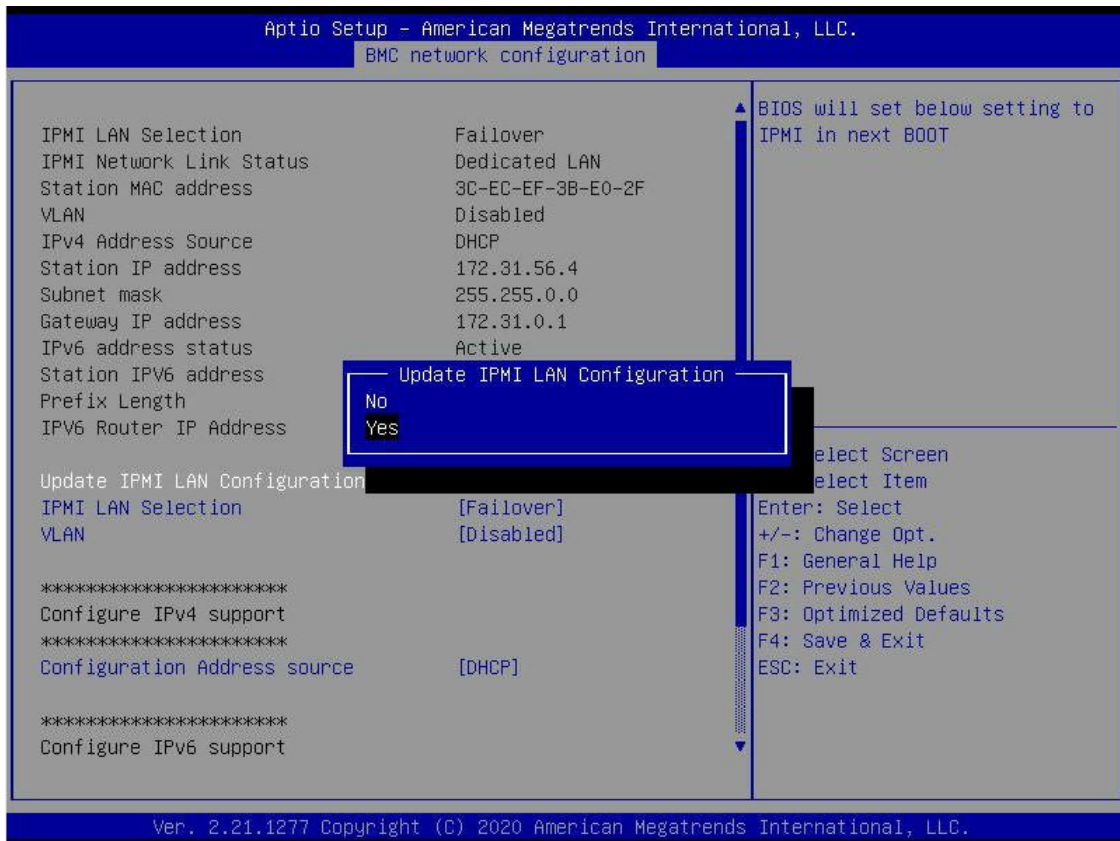 Aptio Setup – American Megatrends International, LLC.
BMC network configuration
IPMI LAN Selection Failover
IPMI Network Link Status Dedicated LAN
Station MAC address 3C-EC-EF-3B-E0-2F
VLAN Disabled
IPv4 Address Source DHCP
Station IP address 172.31.56.4
Subnet mask 255.255.0.0
Gateway IP address 172.31.0.1
IPv6 address status Active
Station IPV6 address
Prefix Length
IPV6 Router IP Address
Update IPMI LAN Configuration
No
Yes
Update IPMI LAN Configuration
IPMI LAN Selection [Failover]
VLAN [Disabled]
***********************
Configure IPv4 support
***********************
Configuration Address source [DHCP]
***********************
Configure IPv6 support
BIOS will set below setting to
IPMI in next BOOT
elect Screen
elect Item
Enter: Select
+/-: Change Opt.
F1: General Help
F2: Previous Values
F3: Optimized Defaults
F4: Save & Exit
ESC: Exit
Ver. 2.21.1277 Copyright (C) 2020 American Megatrends International, LLC.